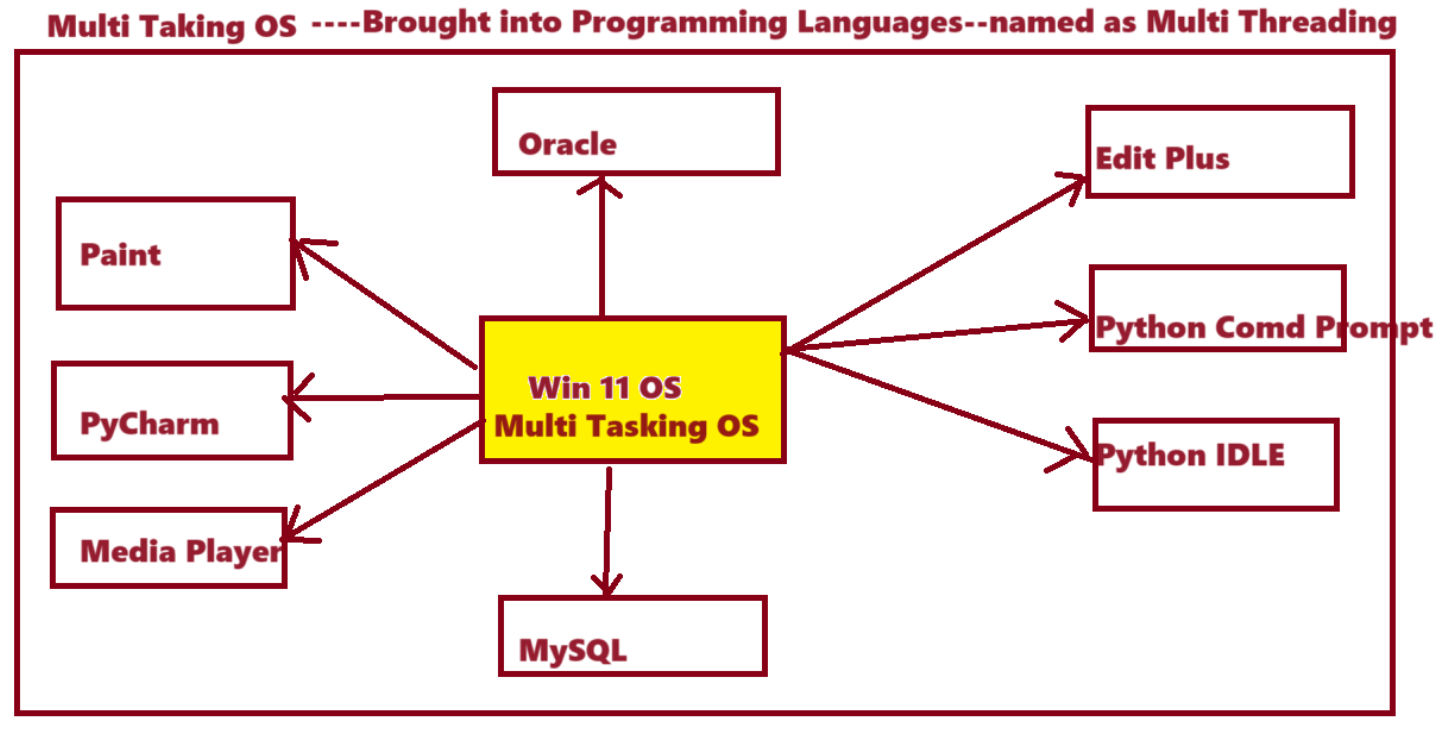 Multi Taking OS ----Brought into Programming Languages--named as Multi Threading
Oracle
Edit Plus
Paint
Python Comd Prompt
Win 11 OS
Multi Tasking OS
PyCharm
Python IDLE
Media Player
MySQL